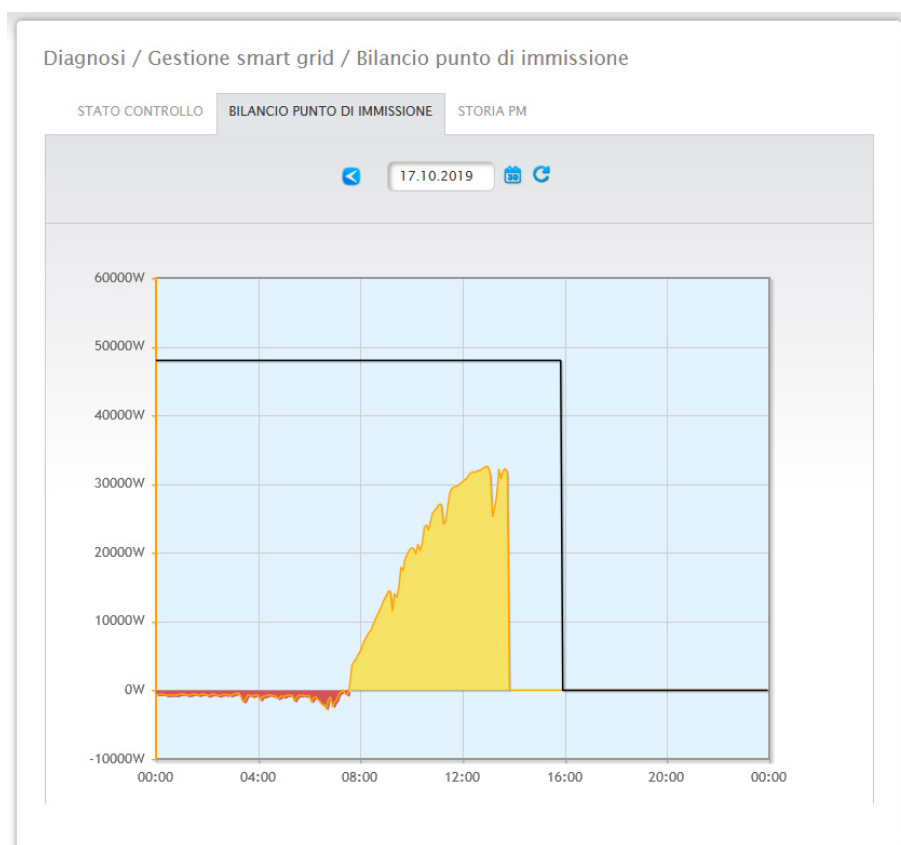 Diagnosi / Gestione smart grid / Bilancio punto di immissione
STATO CONTROLLO BILANCIO PUNTO DI IMMISSIONE STORIA PM
17.10.2019 30
60000W
50000W
40000W
30000W
20000W
10000W
0W
-10000W
00:00 04:00 08:00 12:00 16:00 20:00 00:00